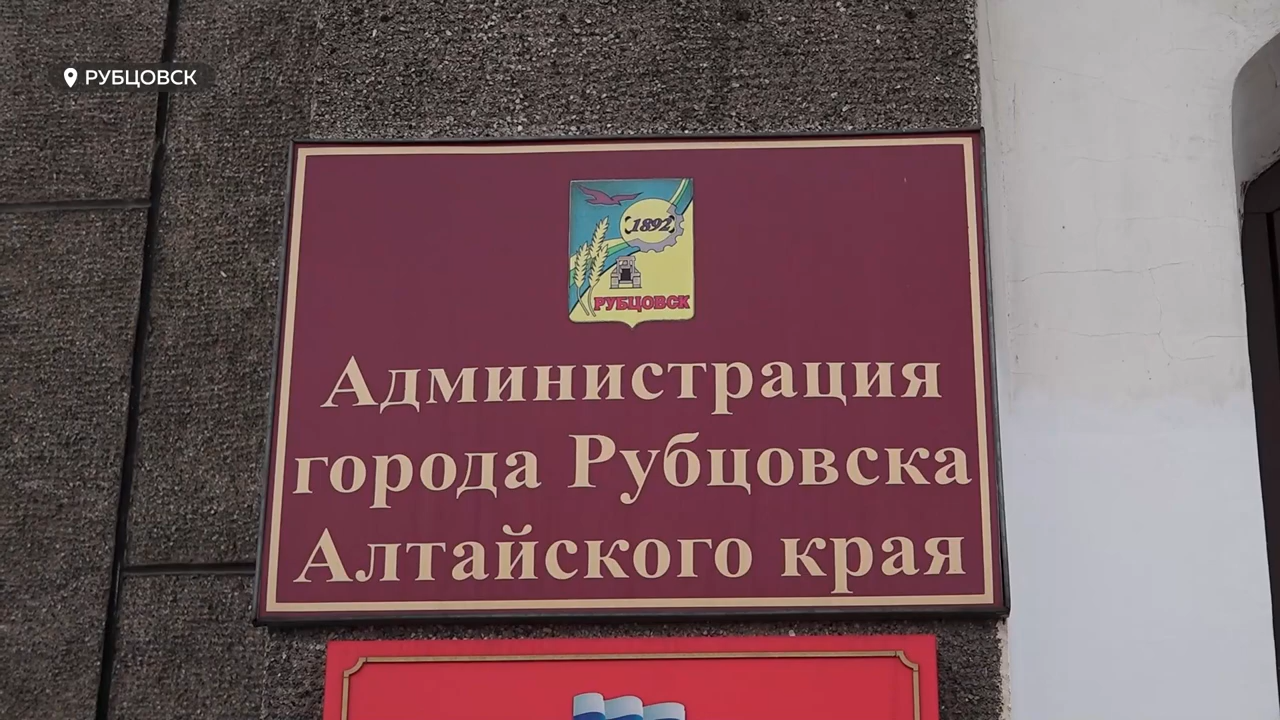 РУБЦОВСК
1892
РУБЦОВСК
Администрация
города Рубцовска
Алтайского края